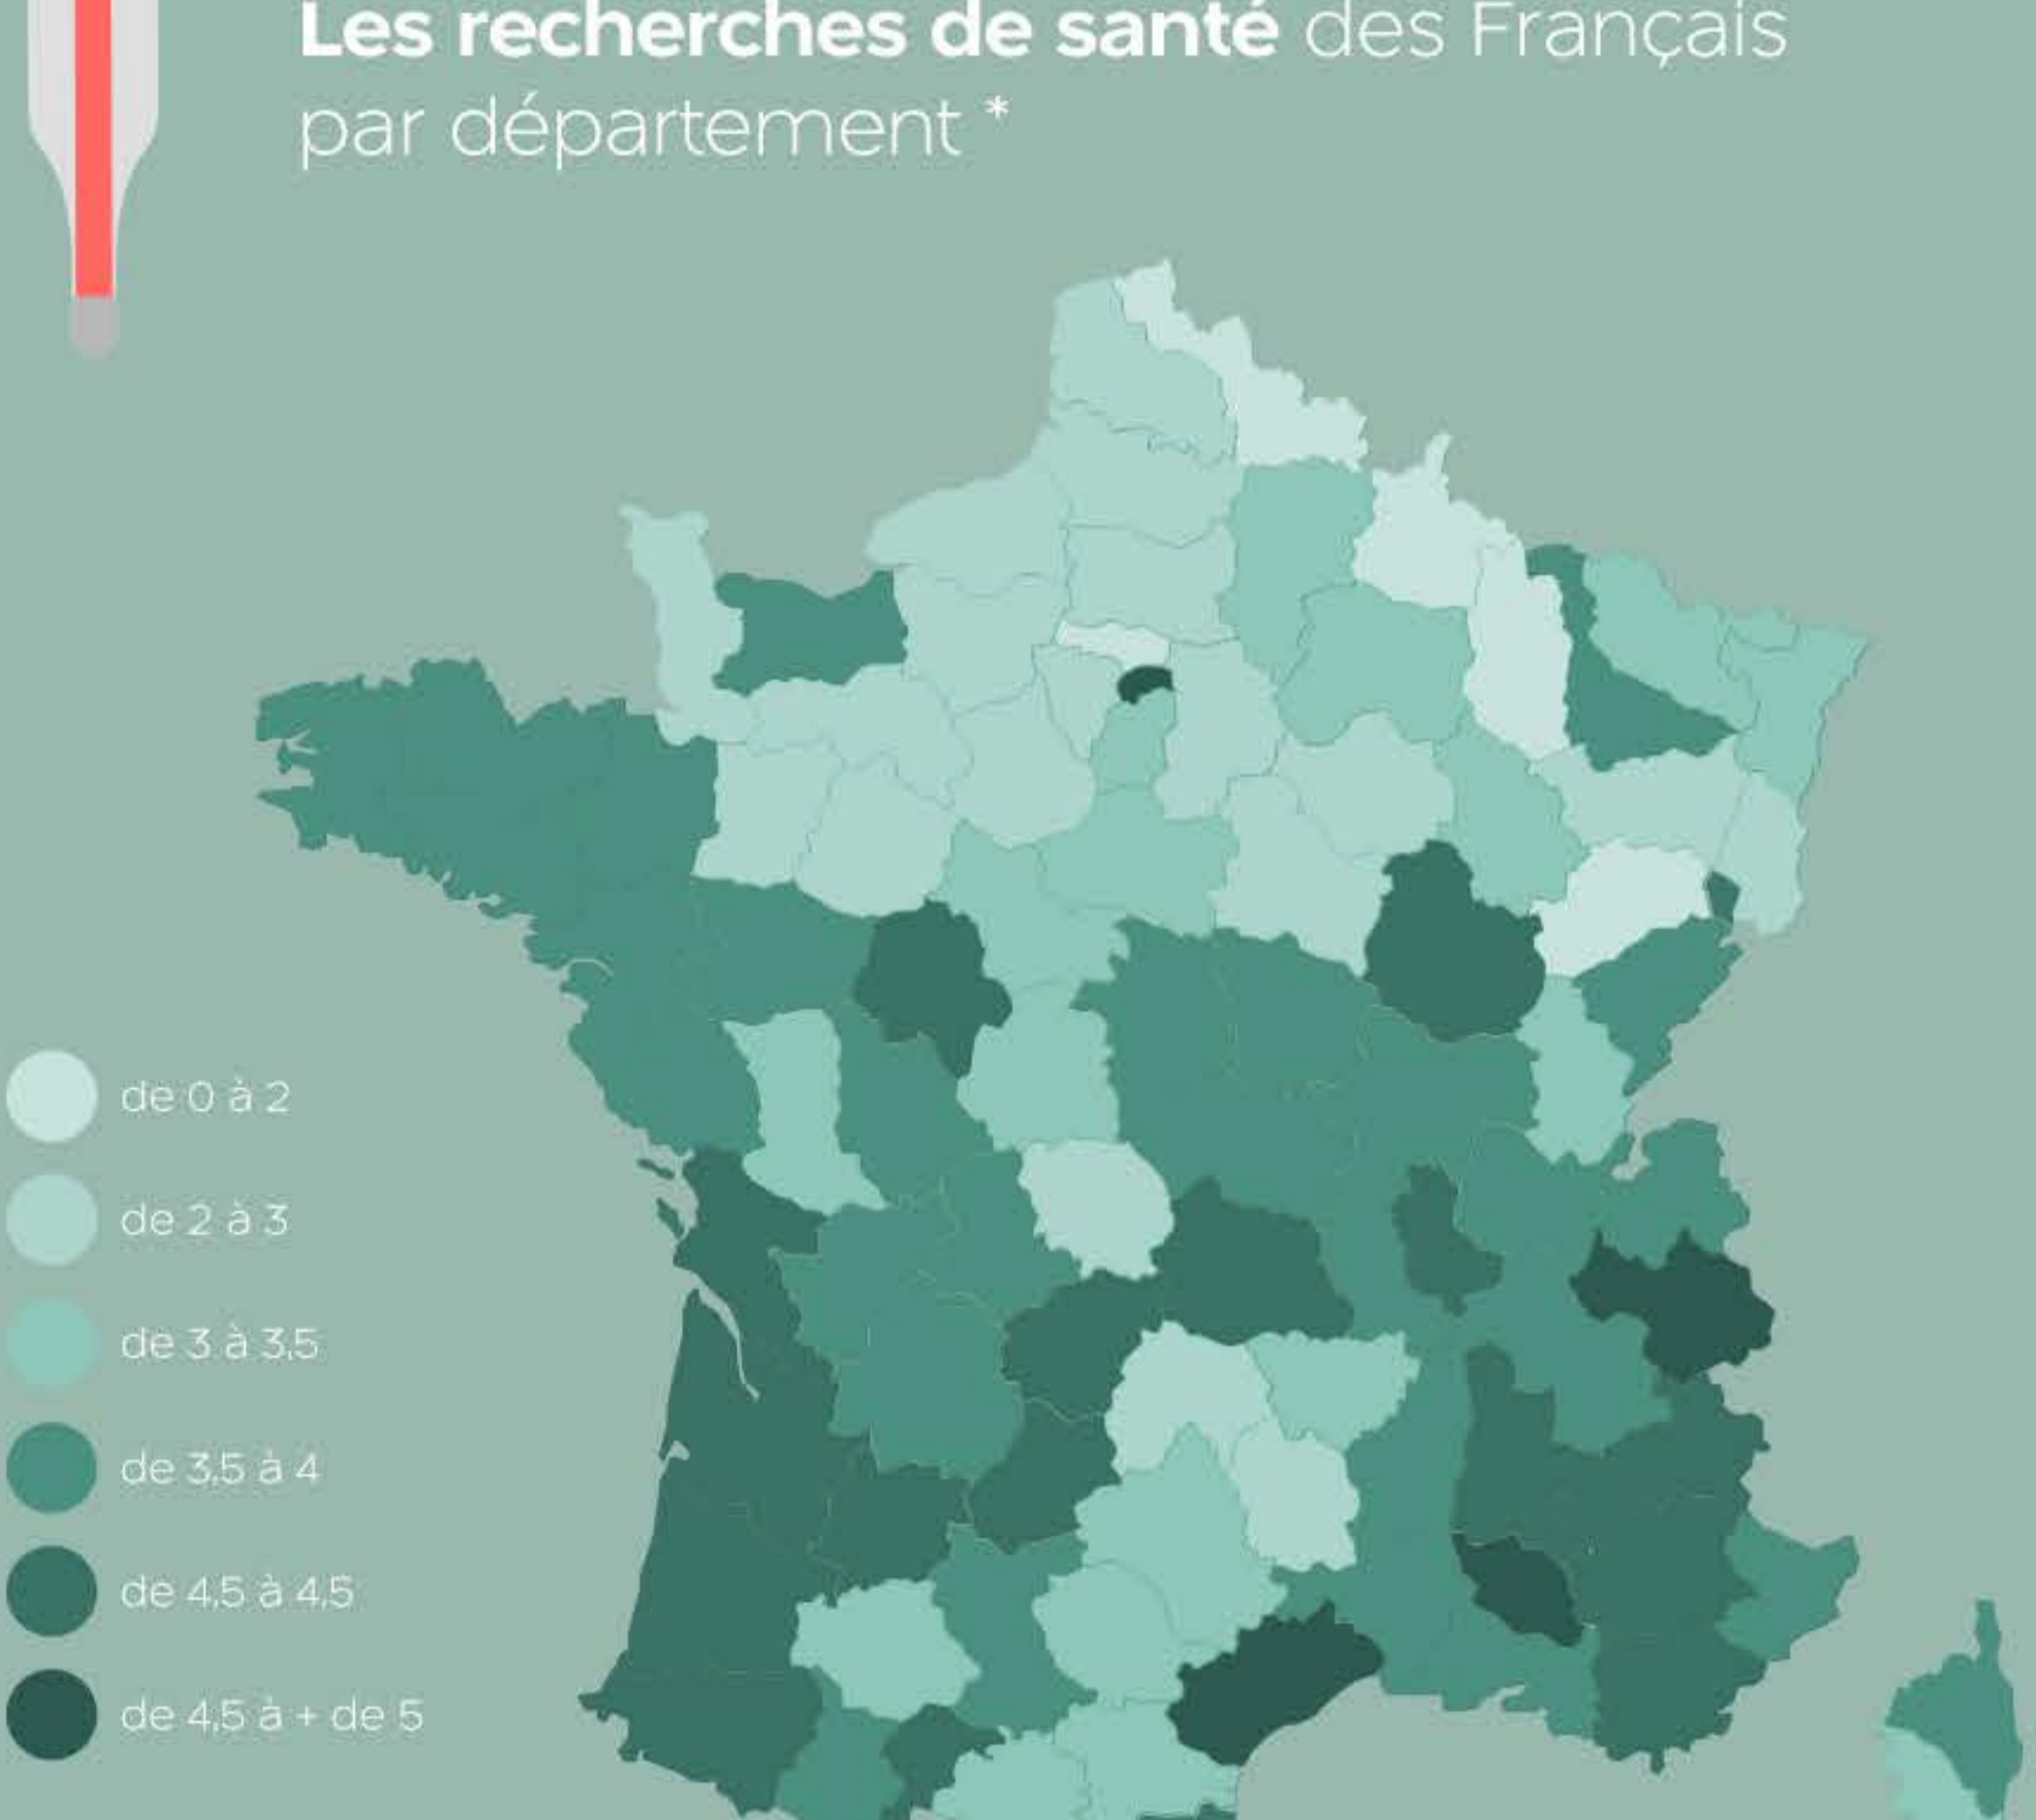 Les recherches de santé des Français
par département *
de 0 à 2
de 2 à 3
de 3 à 3,5
de 3,5 à 4
de 4,5 à 4,5
de 4,5 à + de 5